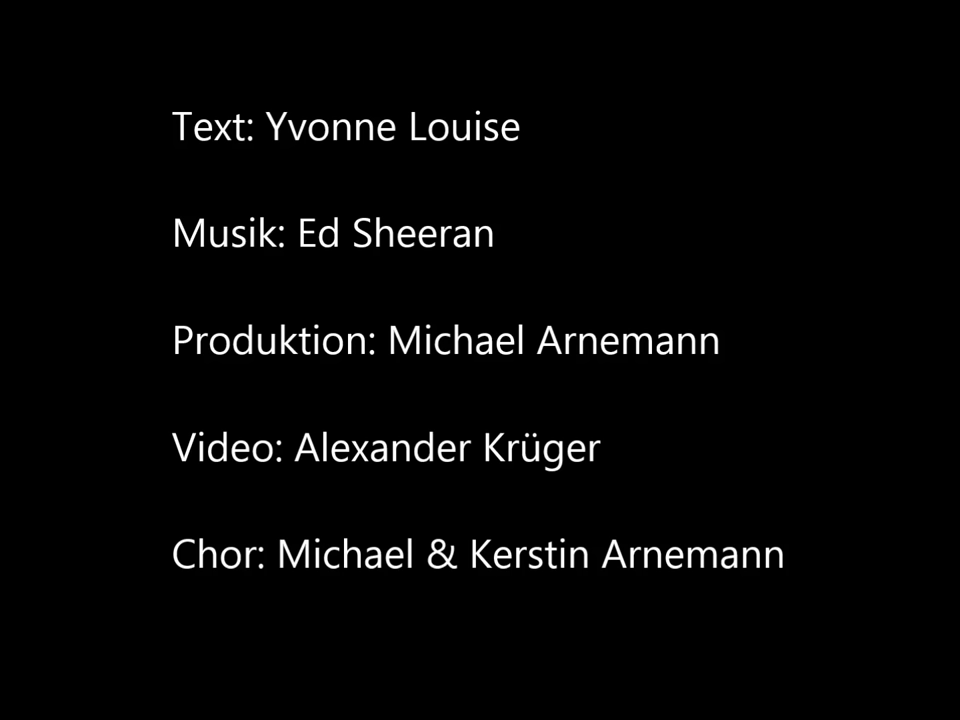 Text: Yvonne Louise
Musik: Ed Sheeran
Produktion: Michael Arnemann
Video: Alexander Krüger
Chor: Michael & Kerstin Arnemann